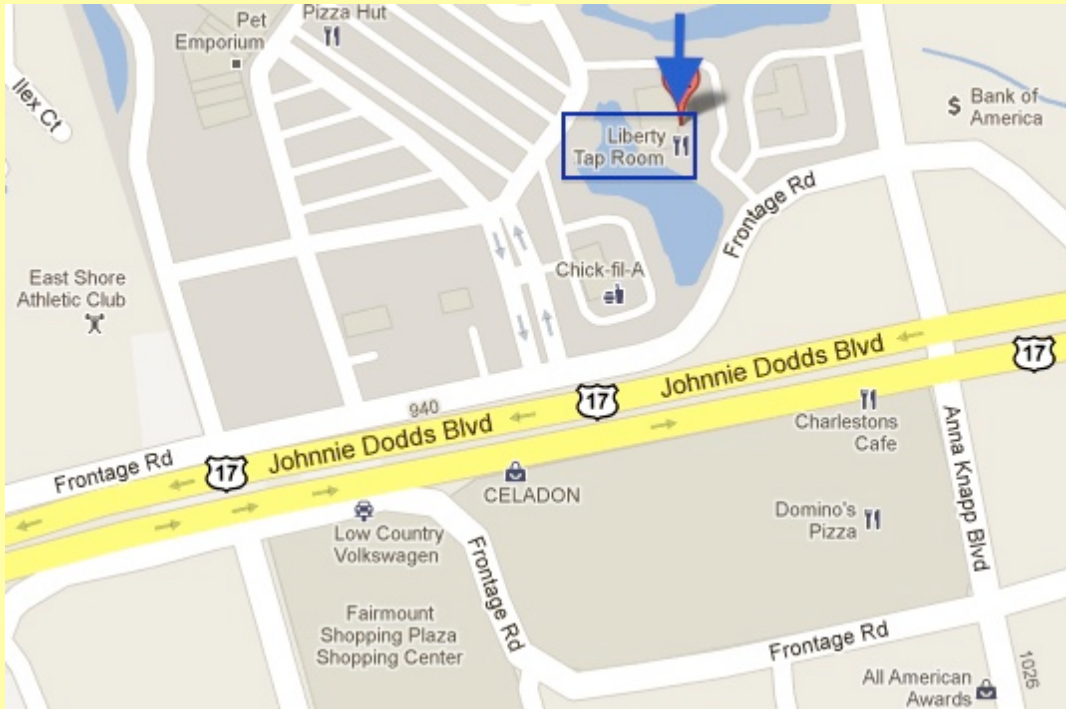 Pizza Hut
Pet
Emporium
Ilex Ct
Bank of
America
Liberty
Tap Room
Frontage Rd
East Shore
Athletic Club
Chick-fil-A
17
Johnnie Dodds Blvd
17
940
Johnnie Dodds Blvd
Charlestons
Cafe
Frontage Rd
17
CELADON
Anna Knapp Blvd
Low Country
Volkswagen
Domino's
Pizza
Frontage Rd
Fairmount
Shopping Plaza
Shopping Center
Frontage Rd
1026
All American
Awards